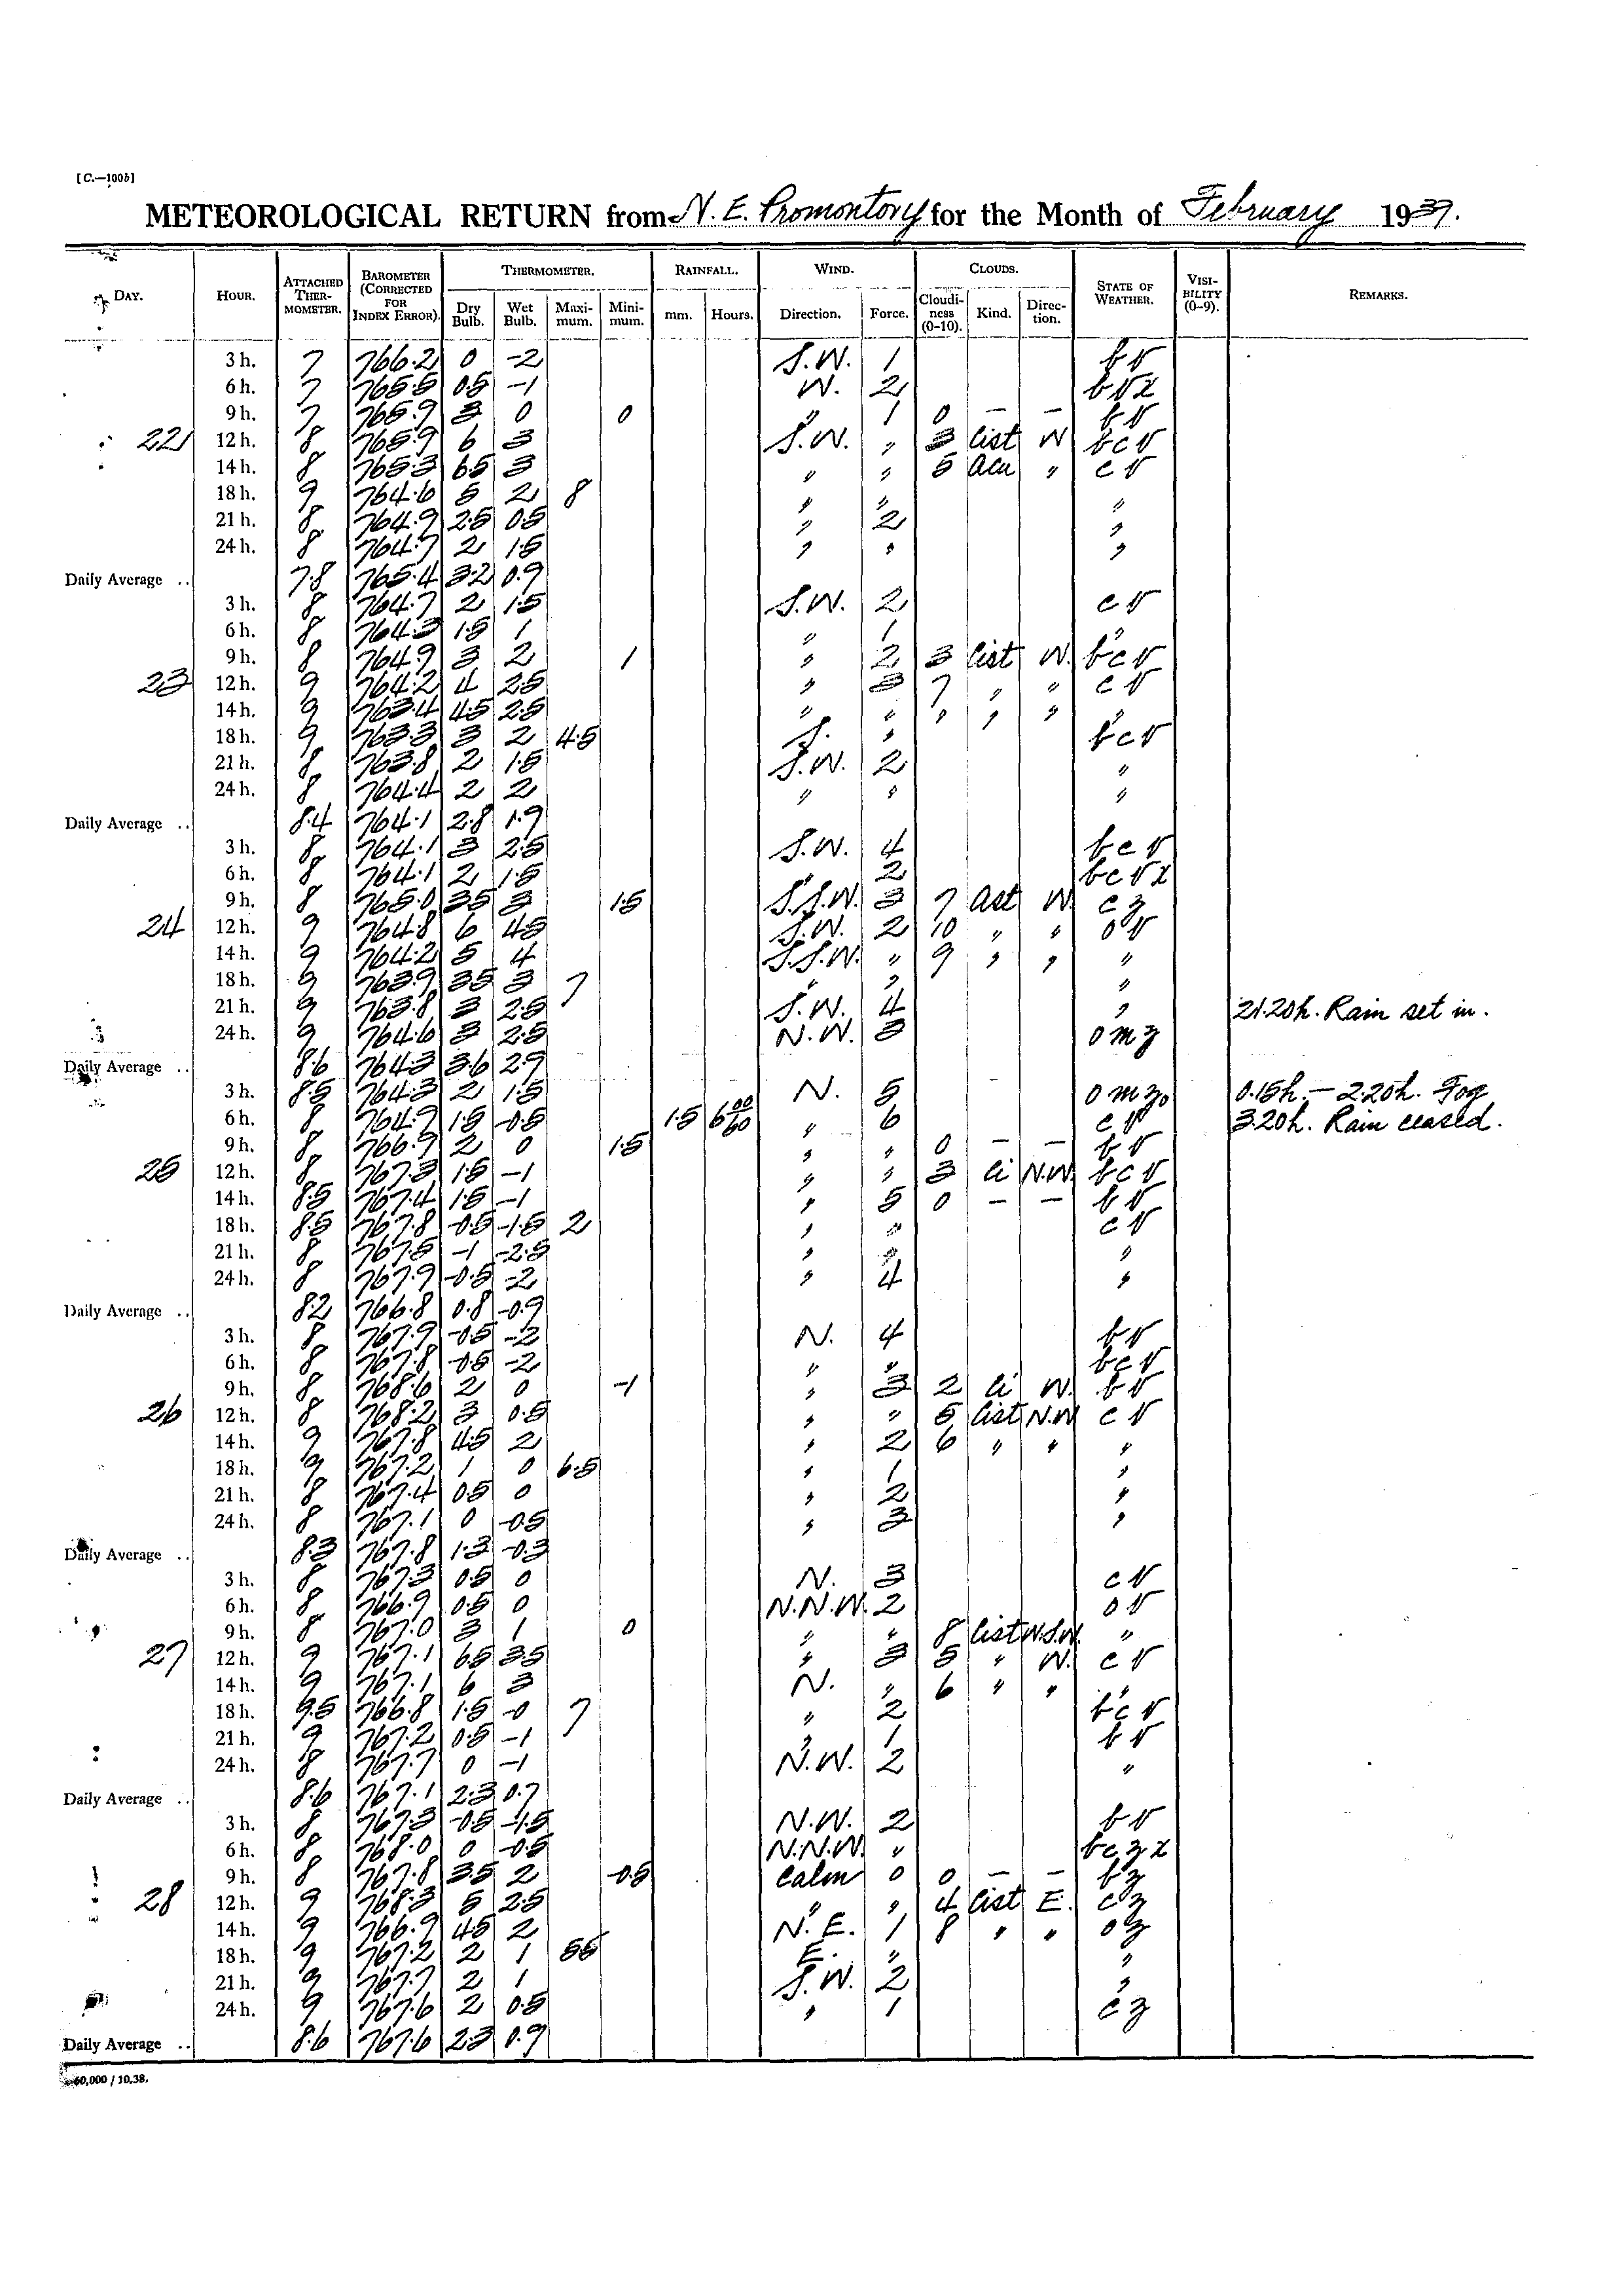 [C.—100b]
METEOROLOGICAL RETURN from N. E. Promontory for the Month of February 1939.
DAY. HOUR. ATTACHED THERMOMETER. BAROMETER (CORRECTED FOR INDEX ERROR). THERMOMETER. Dry Bulb. Wet Bulb. Maximum. Minimum. RAINFALL. mm. Hours. WIND. Direction. Force. CLOUDS. Cloudiness (0-10). Kind. Direction. STATE OF WEATHER. VISIBILITY (0-9). REMARKS.
3 h. 7 766.2 0 -2 S.W. 1 b v
6 h. 7 765.5 0.5 -1 W. 2 b v x
9 h. 7 765.9 3 0 0 " 1 0 — — b v
22 12 h. 8 765.9 6 3 S.W. " 3 cist W bc v
14 h. 8 765.3 6.5 3 " " 5 acu " c v
18 h. 9 764.6 5 2 8 " " "
21 h. 8 764.9 2.5 0.5 " 2 "
24 h. 8 764.7 2 1.5 " " "
Daily Average .. 7.8 765.4 3.2 0.9
3 h. 8 764.7 2 1.5 S.W. 2 c v
6 h. 8 764.3 1.5 1 " 1 "
9 h. 8 764.9 3 2 1 " 2 3 cist W. bc v
23 12 h. 9 764.2 4 2.5 " 3 7 " " c v
14 h. 9 763.4 4.5 2.5 " " " " " "
18 h. 9 763.3 3 2 4.5 S. " bc v
21 h. 8 763.8 2 1.5 S.W. 2 "
24 h. 8 764.4 2 2 " " "
Daily Average .. 8.4 764.1 2.8 1.9
3 h. 8 764.1 3 2.5 S.W. 4 bc v
6 h. 8 764.1 2 1.5 " 2 bc v x
9 h. 8 765.0 3.5 3 1.5 S.S.W. 3 7 ast W c z
24 12 h. 9 764.8 6 4.5 S.W. 2 10 " " o v
14 h. 9 764.2 5 4 S.S.W. " 9 " " "
18 h. 9 763.9 3.5 3 7 " " "
21 h. 9 763.8 3 2.5 S.W. 4 " 21.20h. Rain set in.
24 h. 9 764.6 3 2.5 N.W. 3 o m z
Daily Average .. 8.6 764.3 3.6 2.9
3 h. 8.5 764.3 2 1.5 N. 5 o m z₀ 0.15h. — 2.20h. Fog
6 h. 8 764.7 1.5 -0.5 1.5 6 00/60 " 6 c v 3.20h. Rain ceased.
9 h. 8 766.9 2 0 1.5 " " 0 — — b v
25 12 h. 8 767.3 1.5 -1 " " 3 ci N.W. bc v
14 h. 8.5 767.4 1.5 -1 " 5 0 — — b v
18 h. 8.5 767.8 -0.5 -1.5 2 " " c v
21 h. 8 767.5 -1 -2.5 " " "
24 h. 8 767.9 -0.5 -2 " 4 "
Daily Average .. 8.2 766.8 0.8 -0.9
3 h. 8 767.9 -0.5 -2 N. 4 b v
6 h. 8 767.8 -0.5 -2 " " bc v
9 h. 8 768.6 2 0 -1 " 3 2 ci W. b v
26 12 h. 8 768.2 3 0.5 " " 5 cist N.W c v
14 h. 9 767.8 4.5 2 " 2 6 " " "
18 h. 9 767.2 1 0 6.5 " 1 "
21 h. 8 767.4 0.5 0 " 2 "
24 h. 8 767.1 0 -0.5 " 3 "
Daily Average .. 8.3 767.8 1.3 -0.3
3 h. 8 767.3 0.5 0 N. 3 c v
6 h. 8 766.9 0.5 0 N.N.W. 2 o v
9 h. 8 767.0 3 1 0 " " 8 cist W.S.W. "
27 12 h. 9 767.1 6.5 3.5 " 3 5 " W. c v
14 h. 9 767.1 6 3 N. " 6 " " "
18 h. 9.5 766.8 1.5 -0 7 " 2 bc v
21 h. 9 767.2 0.5 -1 " 1 b v
24 h. 8 767.7 0 -1 N.W. 2 "
Daily Average .. 8.6 767.1 2.3 0.7
3 h. 8 767.3 -0.5 -1.5 N.W. 2 b v
6 h. 8 768.0 0 -0.5 N.N.W. " bc z x
9 h. 8 767.8 3.5 2 -0.5 Calm 0 0 — — b z
28 12 h. 9 768.3 5 2.5 " " 4 cist E. c z
14 h. 9 766.9 4.5 2 N.E. 1 8 " " o z
18 h. 9 767.2 2 1 5.5 E. " "
21 h. 9 767.7 2 1 S.W. 2 "
24 h. 9 767.6 2 0.5 " 1 c z
Daily Average .. 8.6 767.6 2.3 0.9
60,000 / 10.38.